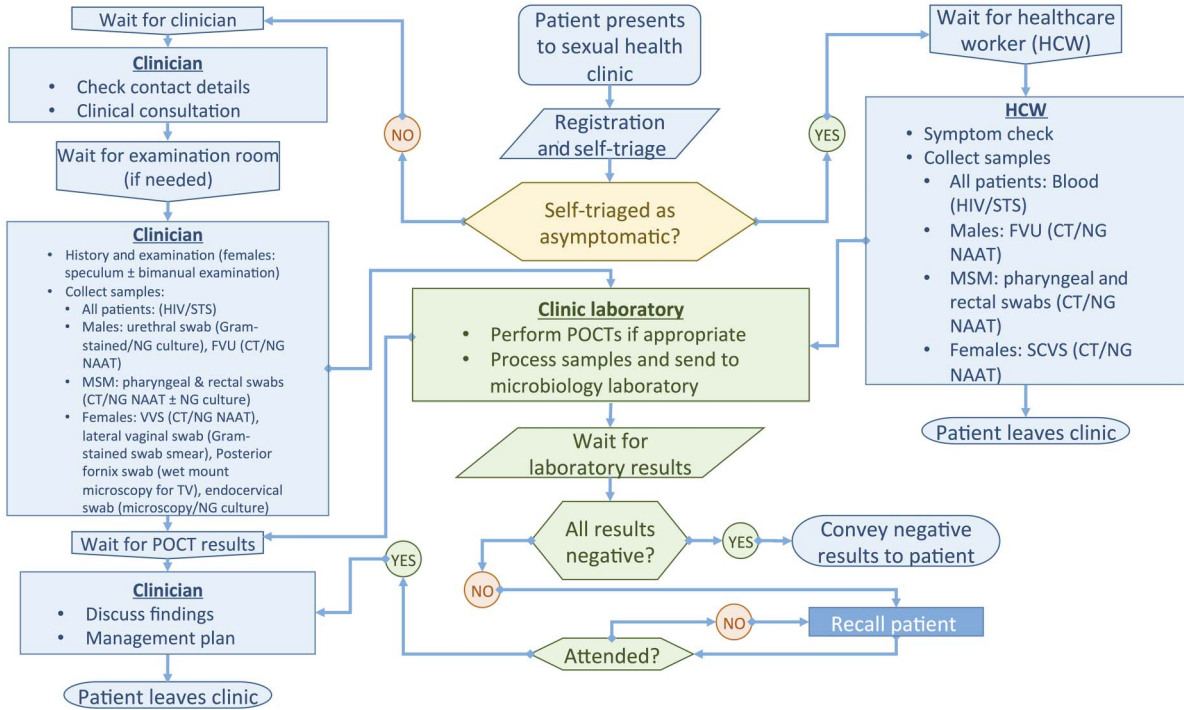 Patient presents
to sexual health
clinic
Registration
and self-triage
Self-triaged as
asymptomatic?
NO
YES
Wait for clinician
Clinician
• Check contact details
• Clinical consultation
Wait for examination room
(if needed)
Clinician
• History and examination (females:
speculum ± bimanual examination)
• Collect samples:
• All patients: (HIV/STS)
• Males: urethral swab (Gram-
stained/NG culture), FVU (CT/NG
NAAT)
• MSM: pharyngeal & rectal swabs
(CT/NG NAAT ± NG culture)
• Females: VVS (CT/NG NAAT),
lateral vaginal swab (Gram-
stained swab smear), Posterior
fornix swab (wet mount
microscopy for TV), endocervical
swab (microscopy/NG culture)
Wait for POCT results
Clinician
• Discuss findings
• Management plan
Patient leaves clinic
Wait for healthcare
worker (HCW)
HCW
• Symptom check
• Collect samples
• All patients: Blood
(HIV/STS)
• Males: FVU (CT/NG
NAAT)
• MSM: pharyngeal and
rectal swabs (CT/NG
NAAT)
• Females: SCVS (CT/NG
NAAT)
Patient leaves clinic
Clinic laboratory
• Perform POCTs if appropriate
• Process samples and send to
microbiology laboratory
Wait for
laboratory results
All results
negative?
YES
Convey negative
results to patient
NO
Recall patient
NO
Attended?
YES